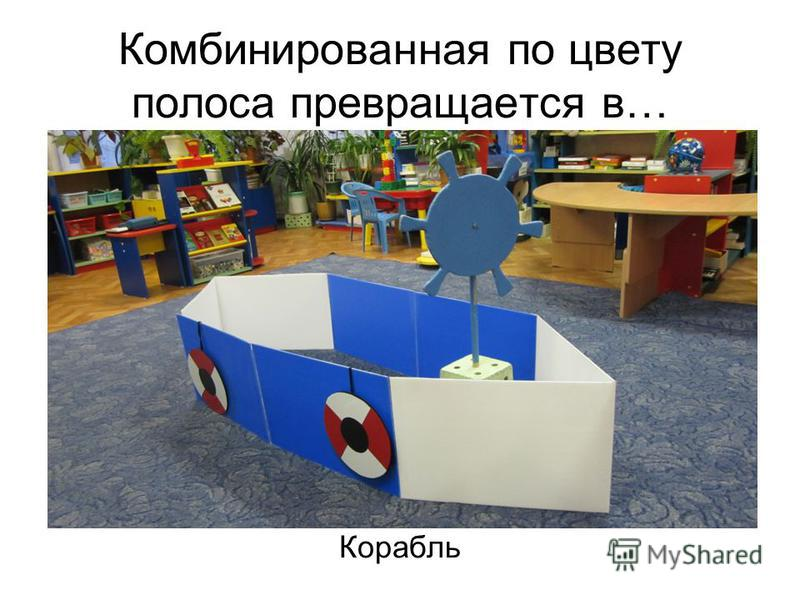 Комбинированная по цвету
полоса превращается в…
Корабль
MyShared